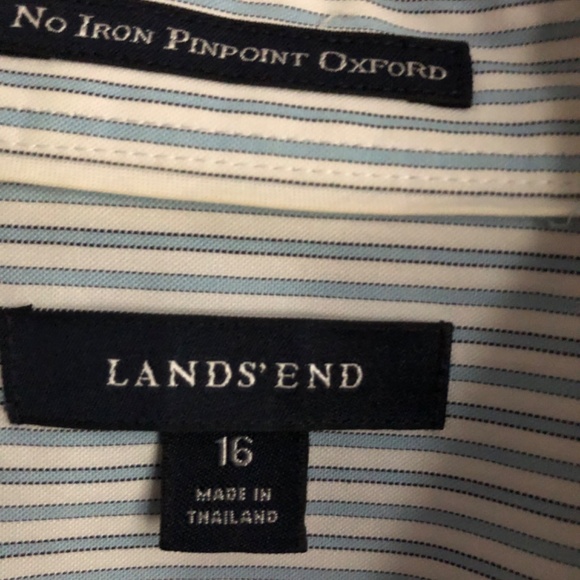 No Iron Pinpoint Oxford
LANDS' END
16
MADE IN
THAILAND